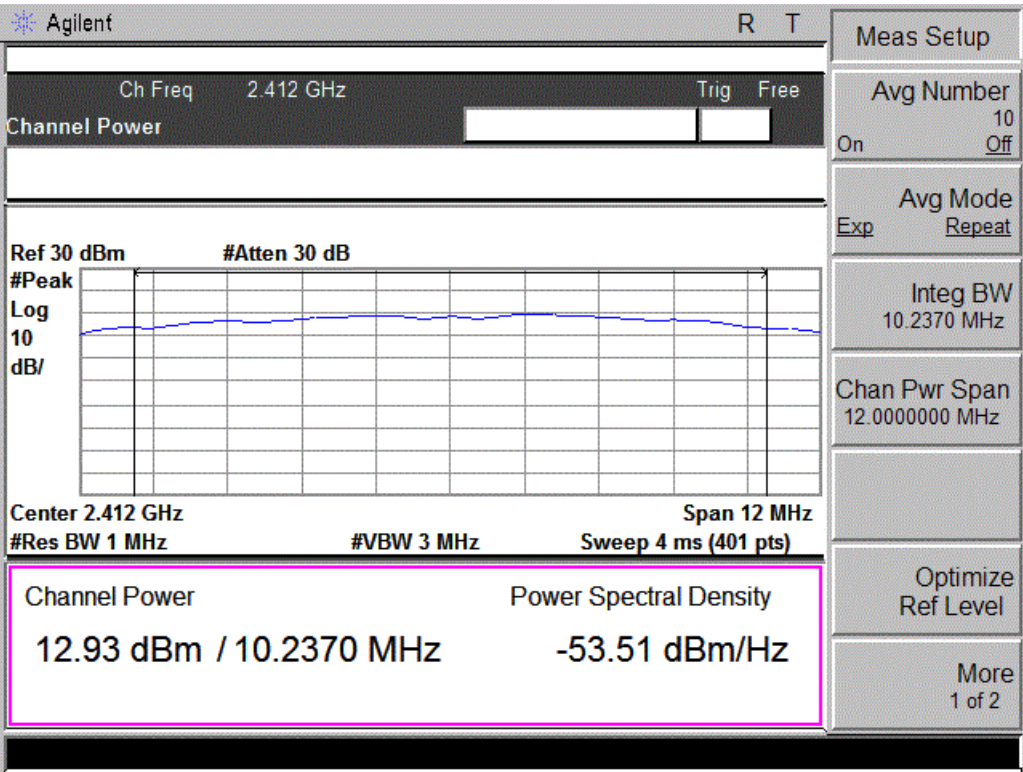 Agilent R T
Ch Freq 2.412 GHz Trig Free
Channel Power
Ref 30 dBm #Atten 30 dB
#Peak
Log
10
dB/
Center 2.412 GHz Span 12 MHz
#Res BW 1 MHz #VBW 3 MHz Sweep 4 ms (401 pts)
Channel Power Power Spectral Density
12.93 dBm / 10.2370 MHz -53.51 dBm/Hz
Meas Setup
Avg Number
10
On Off
Avg Mode
Exp Repeat
Integ BW
10.2370 MHz
Chan Pwr Span
12.0000000 MHz
Optimize
Ref Level
More
1 of 2